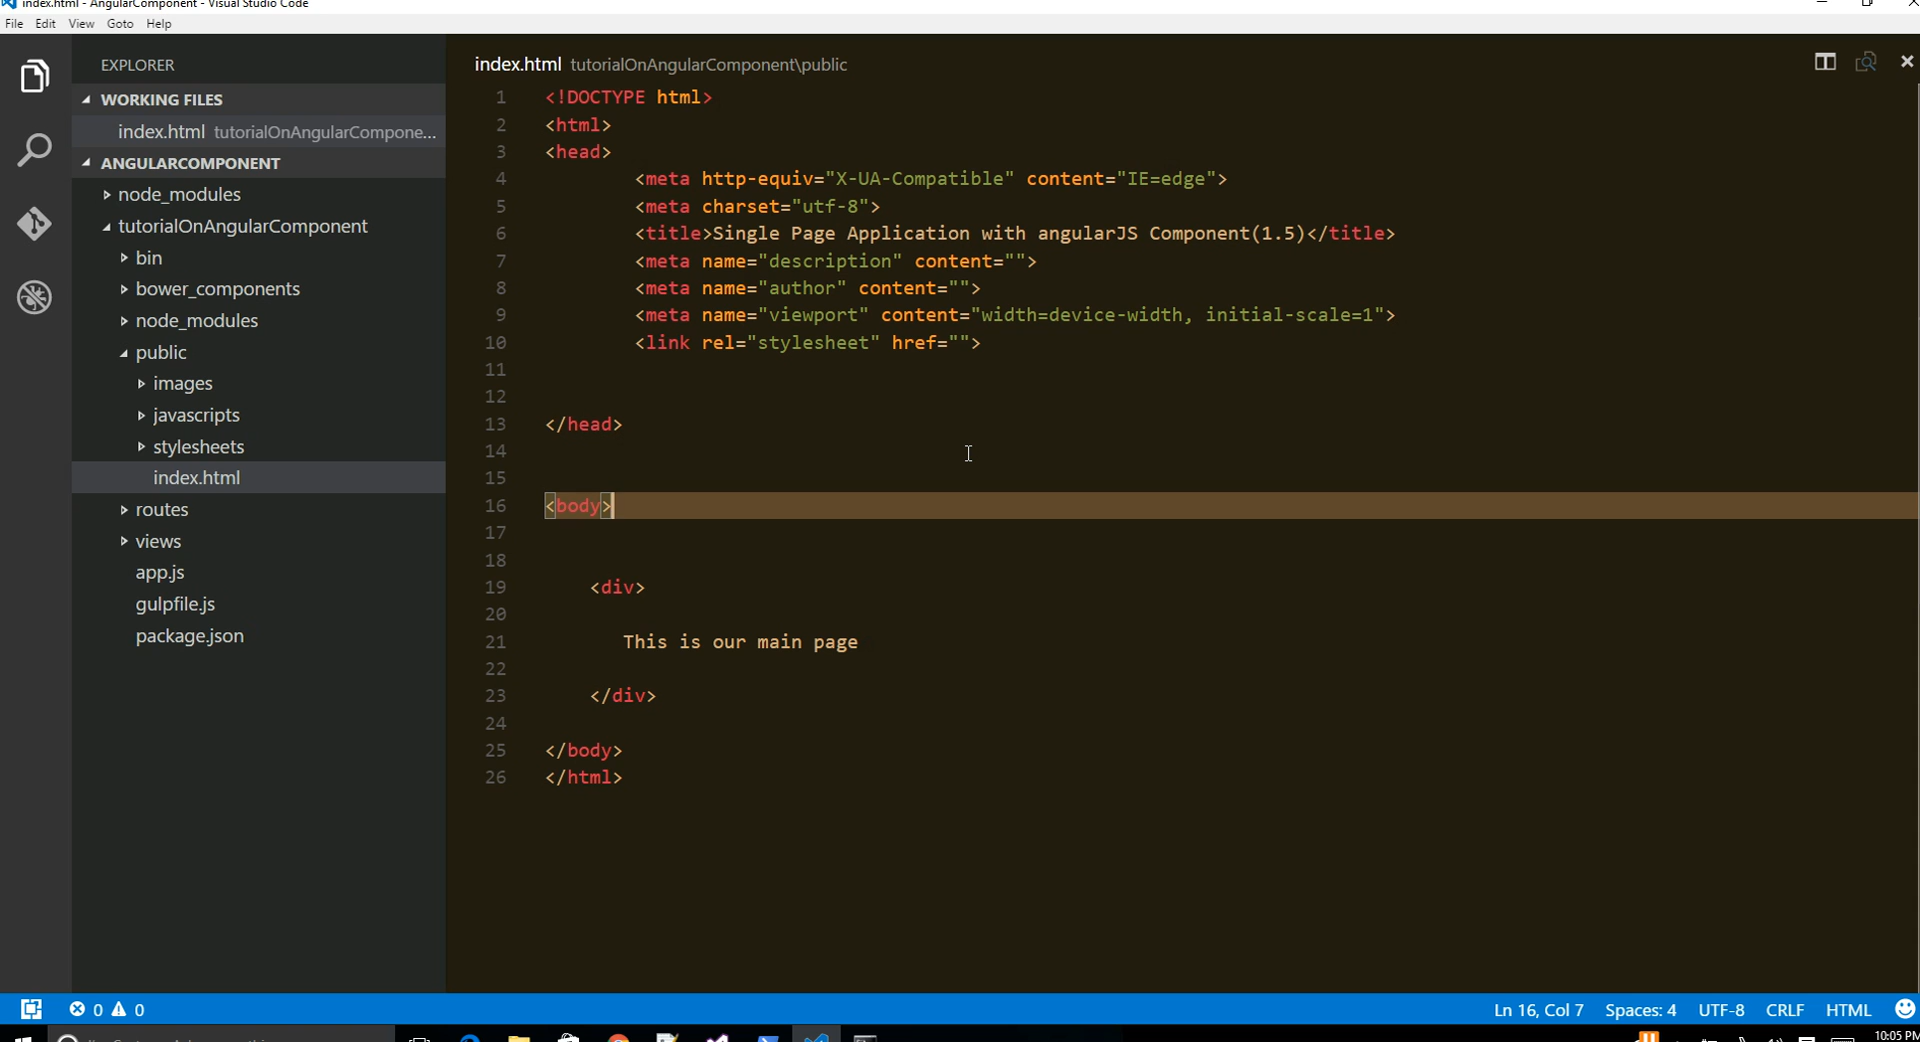 index.html - AngularComponent - Visual Studio Code
File Edit View Goto Help
EXPLORER
WORKING FILES
index.html tutorialOnAngularCompone...
ANGULARCOMPONENT
node_modules
tutorialOnAngularComponent
bin
bower_components
node_modules
public
images
javascripts
stylesheets
index.html
routes
views
app.js
gulpfile.js
package.json
index.html tutorialOnAngularComponent\public
1 <!DOCTYPE html>
2 <html>
3 <head>
4 <meta http-equiv="X-UA-Compatible" content="IE=edge">
5 <meta charset="utf-8">
6 <title>Single Page Application with angularJS Component(1.5)</title>
7 <meta name="description" content="">
8 <meta name="author" content="">
9 <meta name="viewport" content="width=device-width, initial-scale=1">
10 <link rel="stylesheet" href="">
11
12
13 </head>
14
15
16 <body>
17
18
19 <div>
20
21 This is our main page
22
23 </div>
24
25 </body>
26 </html>
0 0
Ln 16, Col 7 Spaces: 4 UTF-8 CRLF HTML
10:05 PM